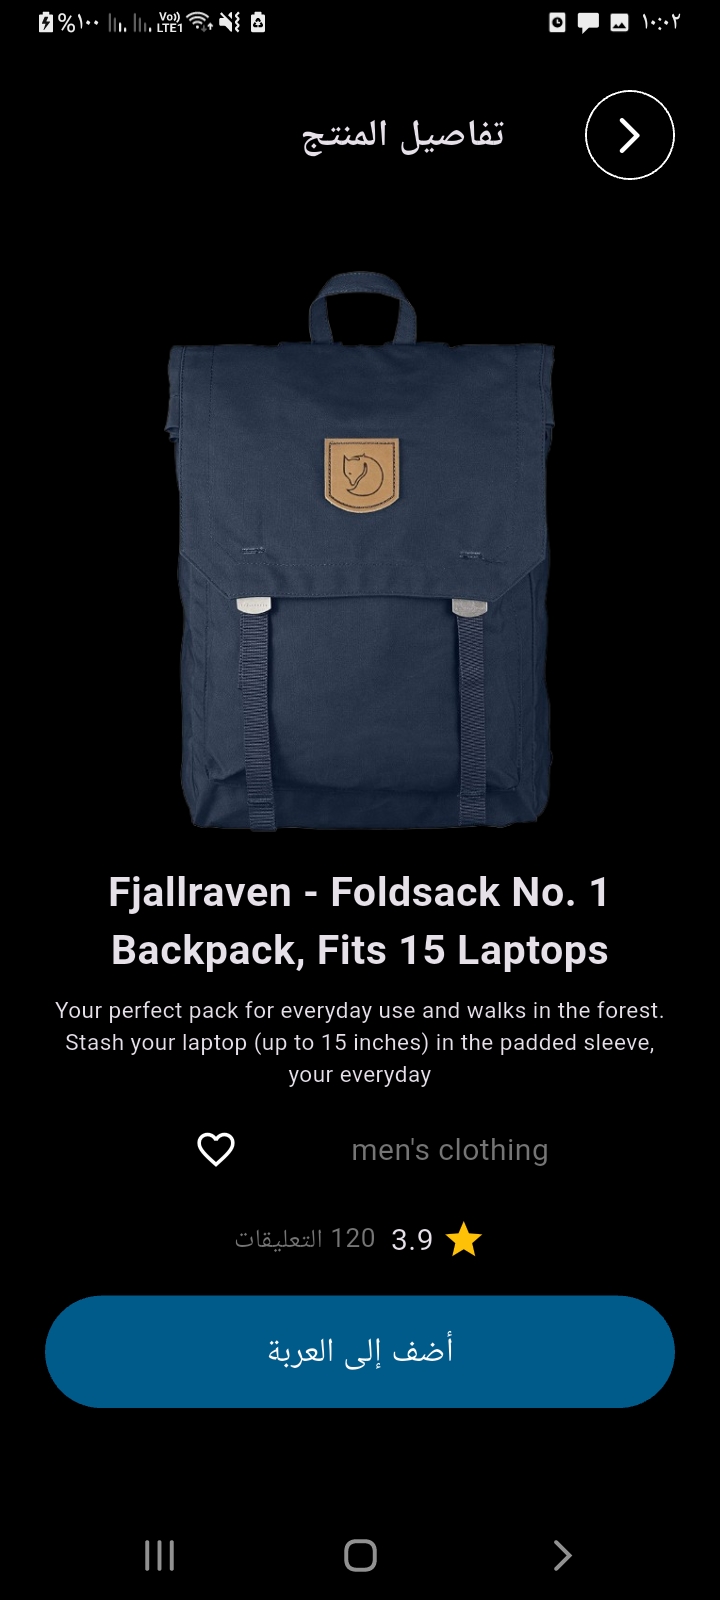 ١٠:٠٢
%١٠٠
Vo))
LTE1
تفاصيل المنتج
Fjallraven - Foldsack No. 1
Backpack, Fits 15 Laptops
Your perfect pack for everyday use and walks in the forest.
Stash your laptop (up to 15 inches) in the padded sleeve,
your everyday
men's clothing
3.9 120 التعليقات
أضف إلى العربة